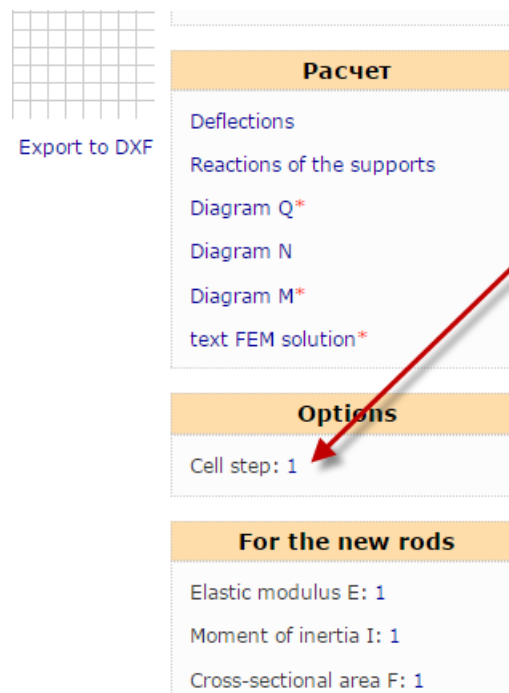 Export to DXF
Расчет
Deflections
Reactions of the supports
Diagram Q*
Diagram N
Diagram M*
text FEM solution*
Options
Cell step: 1
For the new rods
Elastic modulus E: 1
Moment of inertia I: 1
Cross-sectional area F: 1